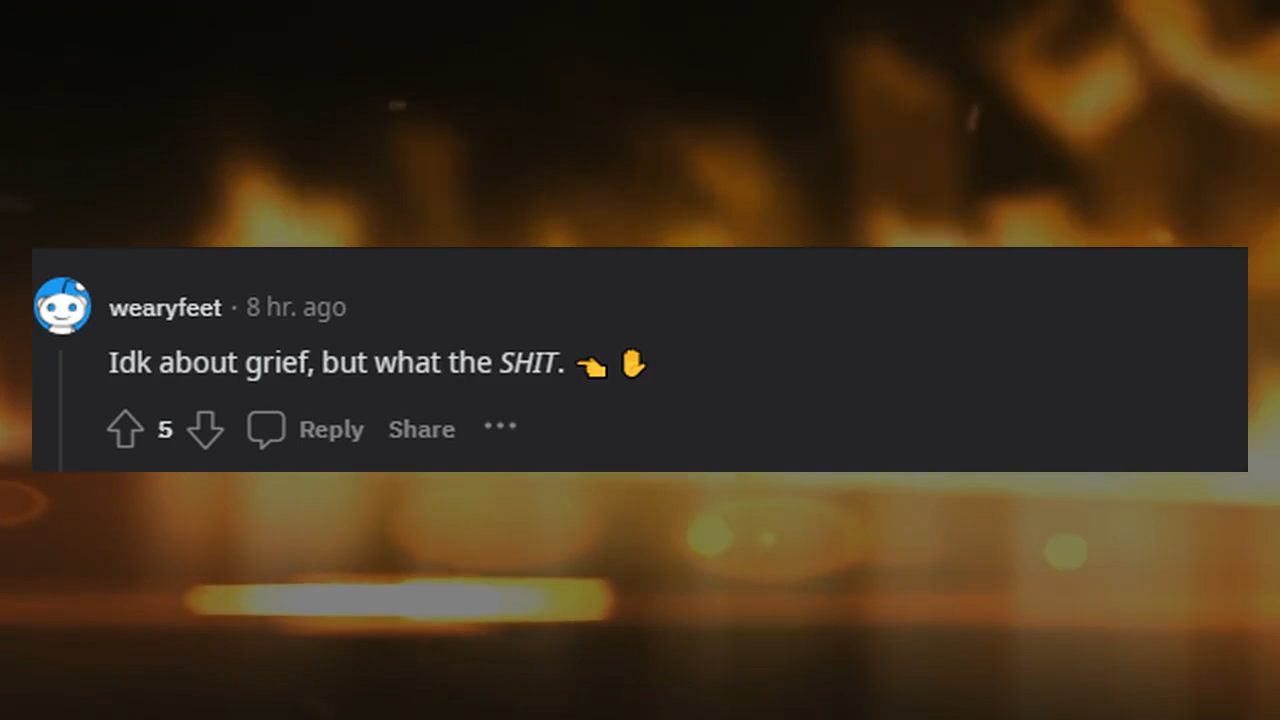 wearyfeet · 8 hr. ago
Idk about grief, but what the SHIT. 👈 ✋
5 Reply Share ···